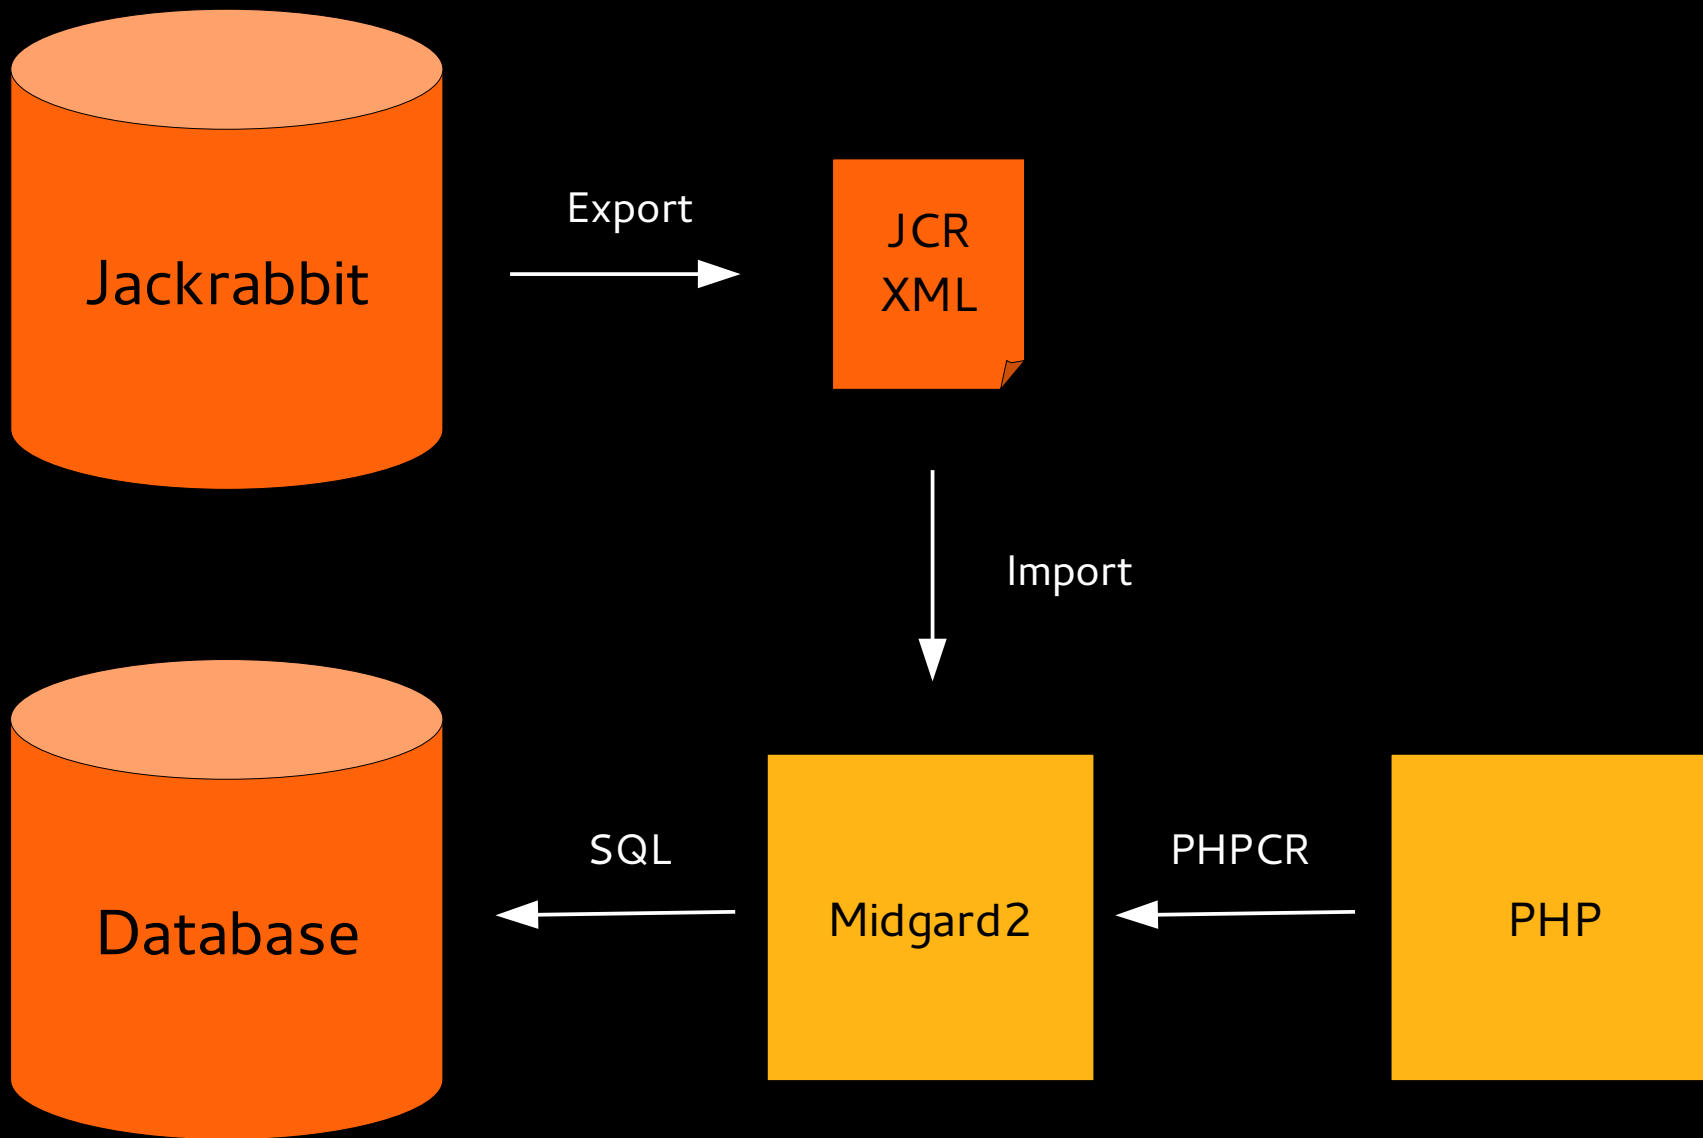 Export
JCR
XML
Jackrabbit
Import
SQL
PHPCR
Database
Midgard2
PHP